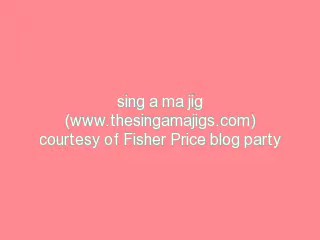 sing a ma jig
(www.thesingamajigs.com)
courtesy of Fisher Price blog party